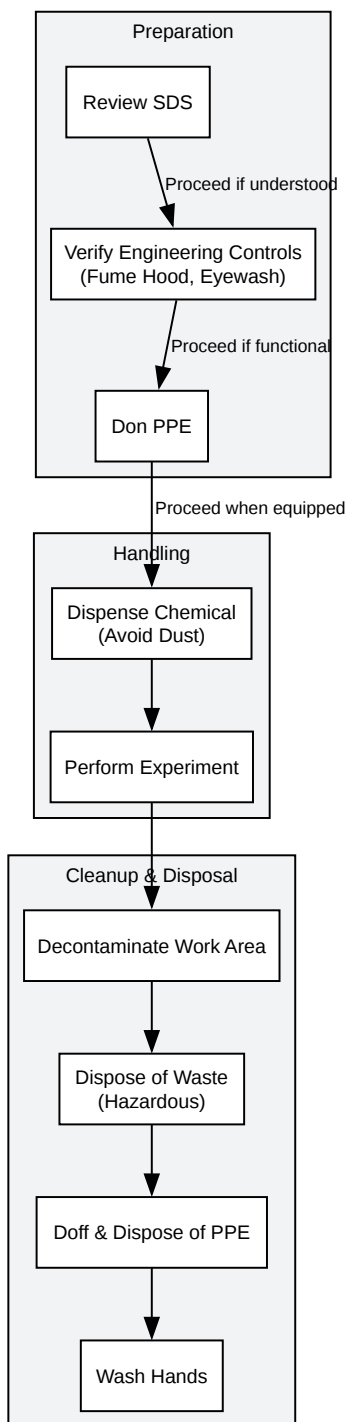 Preparation
Review SDS
Proceed if understood
Verify Engineering Controls
(Fume Hood, Eyewash)
Proceed if functional
Don PPE
Proceed when equipped
Handling
Dispense Chemical
(Avoid Dust)
Perform Experiment
Cleanup & Disposal
Decontaminate Work Area
Dispose of Waste
(Hazardous)
Doff & Dispose of PPE
Wash Hands